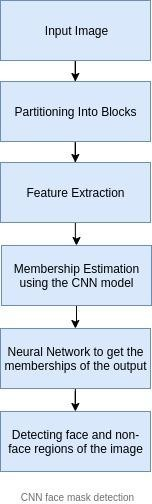 Input Image
Partitioning Into Blocks
Feature Extraction
Membership Estimation
using the CNN model
Neural Network to get the
memberships of the output
Detecting face and non-
face regions of the image
CNN face mask detection